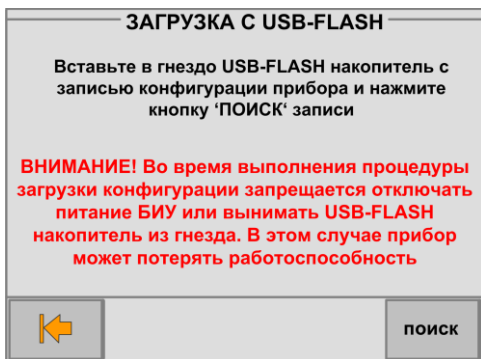 ЗАГРУЗКА С USB-FLASH
Вставьте в гнездо USB-FLASH накопитель с
записью конфигурации прибора и нажмите
кнопку ‘ПОИСК‘ записи
ВНИМАНИЕ! Во время выполнения процедуры
загрузки конфигурации запрещается отключать
питание БИУ или вынимать USB-FLASH
накопитель из гнезда. В этом случае прибор
может потерять работоспособность
ПОИСК